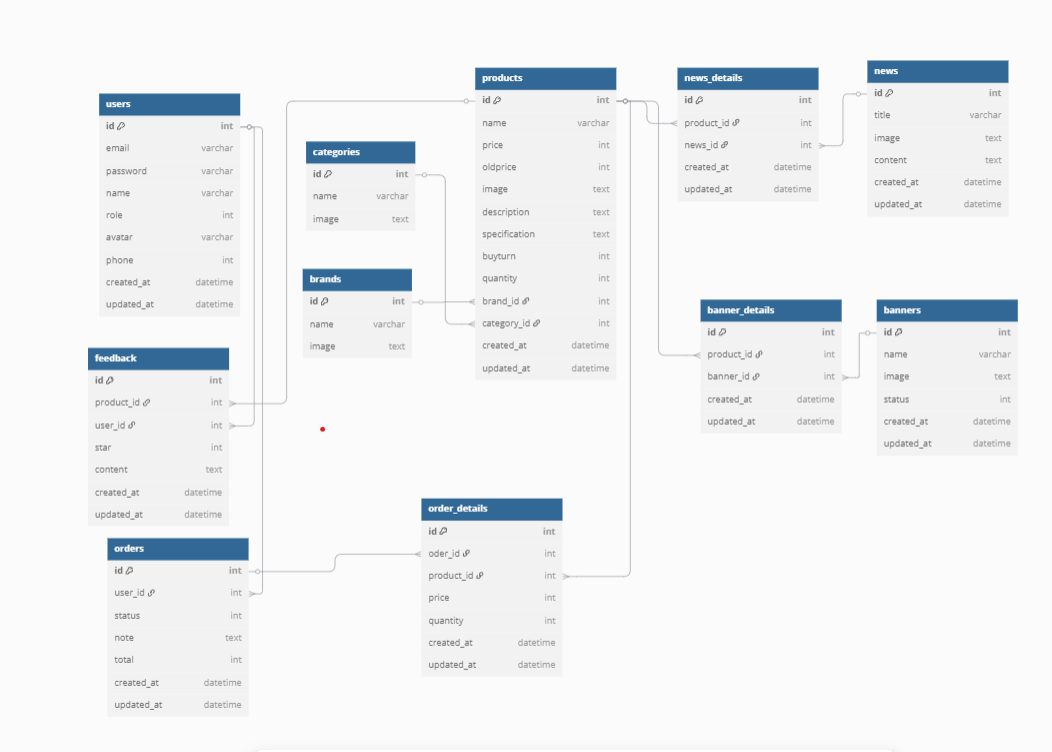 users
id int
email varchar
password varchar
name varchar
role int
avatar varchar
phone int
created_at datetime
updated_at datetime
feedback
id int
product_id int
user_id int
star int
content text
created_at datetime
updated_at datetime
orders
id int
user_id int
status int
note text
total int
created_at datetime
updated_at datetime
categories
id int
name varchar
image text
brands
id int
name varchar
image text
products
id int
name varchar
price int
oldprice int
image text
description text
specification text
buyturn int
quantity int
brand_id int
category_id int
created_at datetime
updated_at datetime
order_details
id int
oder_id int
product_id int
price int
quantity int
created_at datetime
updated_at datetime
news_details
id int
product_id int
news_id int
created_at datetime
updated_at datetime
news
id int
title varchar
image text
content text
created_at datetime
updated_at datetime
banner_details
id int
product_id int
banner_id int
created_at datetime
updated_at datetime
banners
id int
name varchar
image text
status int
created_at datetime
updated_at datetime